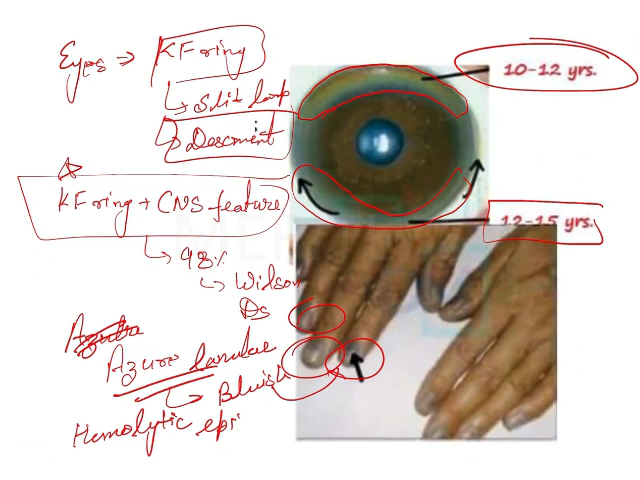 Eyes ⇒ KF ring
↳ Slit lamp
↳ Descment
KF ring + CNS feature
↳ 98%
↳ Wilson
Ds
Azure lunulae
↳ Bluish
Hemolytic epi
10-12 yrs.
12-15 yrs.